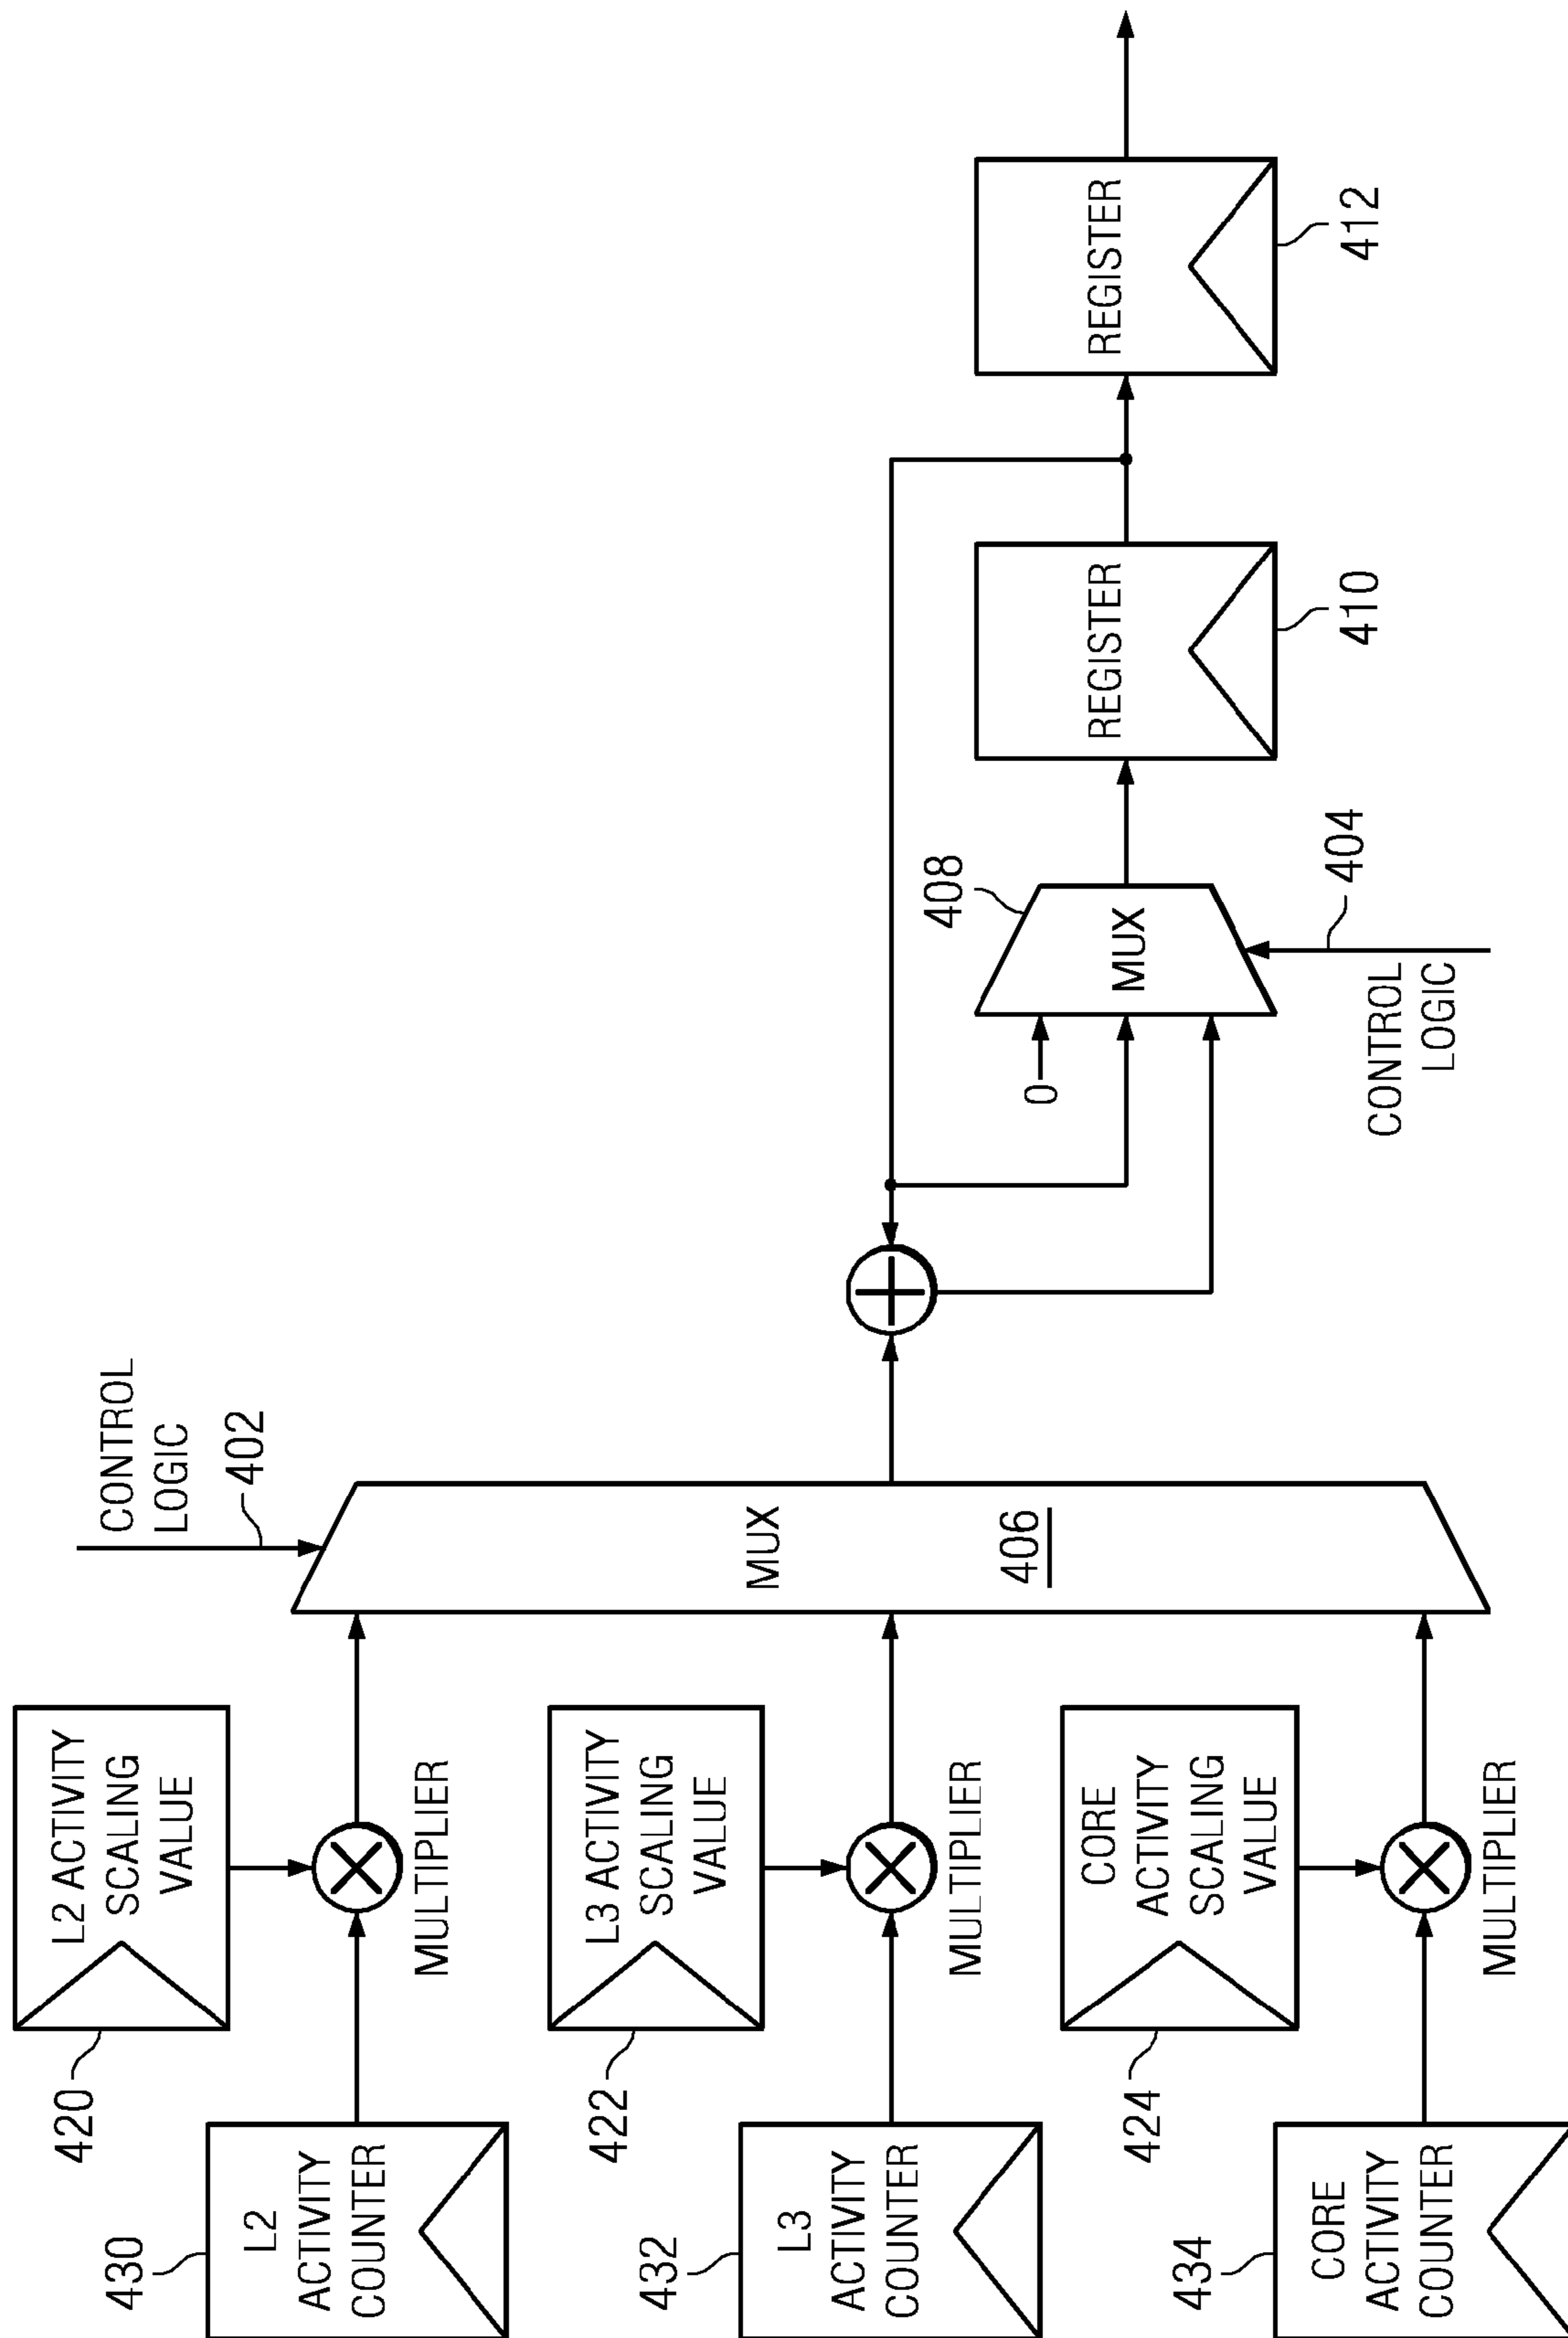 430
L2
ACTIVITY
COUNTER
420
L2 ACTIVITY
SCALING
VALUE
MULTIPLIER
432
L3
ACTIVITY
COUNTER
422
L3 ACTIVITY
SCALING
VALUE
MULTIPLIER
434
CORE
ACTIVITY
COUNTER
424
CORE
ACTIVITY
SCALING
VALUE
MULTIPLIER
CONTROL
LOGIC
402
MUX
406
0
408
MUX
CONTROL
LOGIC
404
REGISTER
410
REGISTER
412